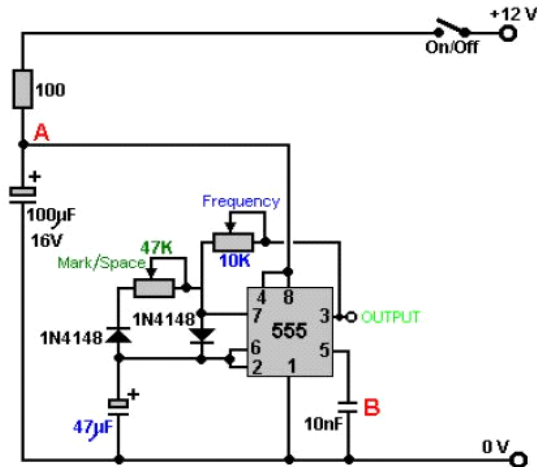 +12 V
On/Off
100
A
+
100µF
16V
Frequency
47K
10K
Mark/Space
1N4148
1N4148
4 8
7
3
OUTPUT
555
6
5
2
1
+
47µF
10nF
B
0 V